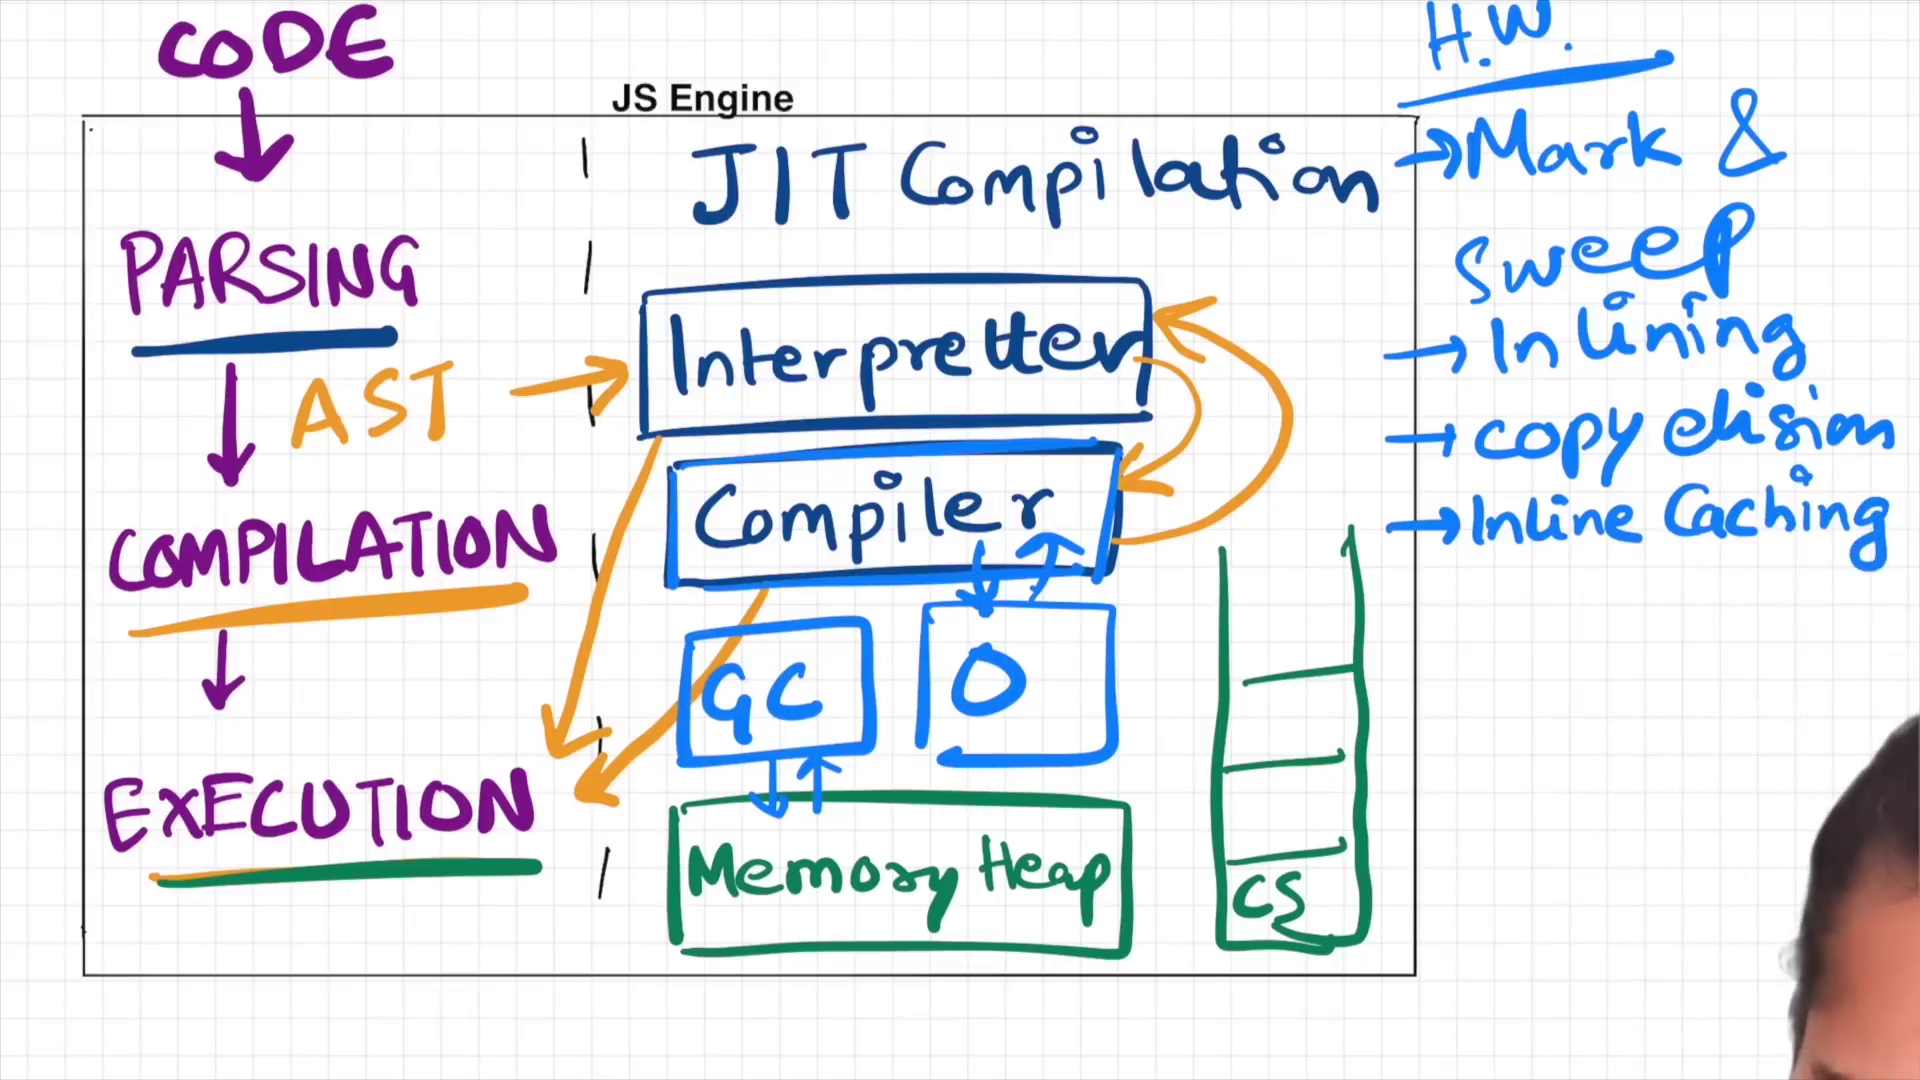 CODE
JS Engine
PARSING
AST
COMPILATION
EXECUTION
JIT Compilation
Interpretter
Compiler
GC
O
Memory Heap
CS
H.W.
→ Mark &
Sweep
→ Inlining
→ Copy elision
→ Inline Caching